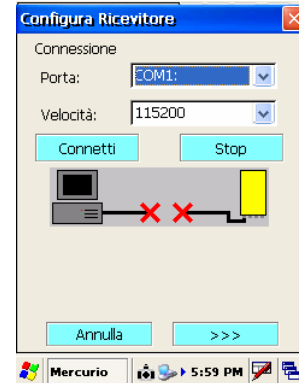 Configura Ricevitore
Connessione
Porta: COM1:
Velocità: 115200
Connetti Stop
Annulla >>>
Mercurio 5:59 PM